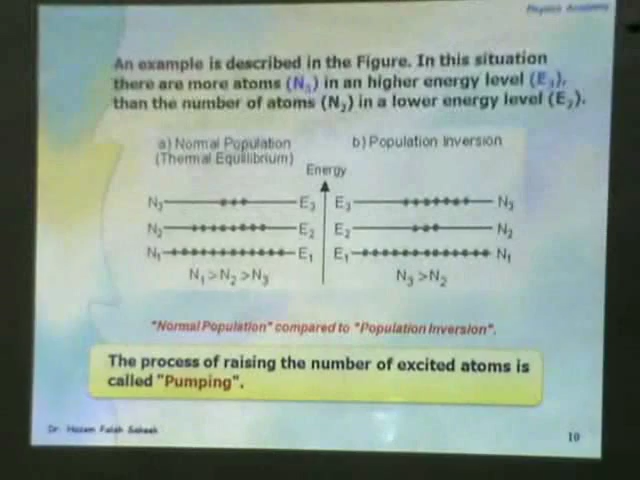 Physics Academy
An example is described in the Figure. In this situation
there are more atoms (N3) in an higher energy level (E3),
than the number of atoms (N2) in a lower energy level (E2).
a) Normal Population
(Thermal Equilibrium)
b) Population Inversion
Energy
N3 E3 E3 N3
N2 E2 E2 N2
N1 E1 E1 N1
N1 >N2 >N3
N3 >N2
"Normal Population" compared to "Population Inversion".
The process of raising the number of excited atoms is
called "Pumping".
Dr. Hazem Falah Sakeek
10